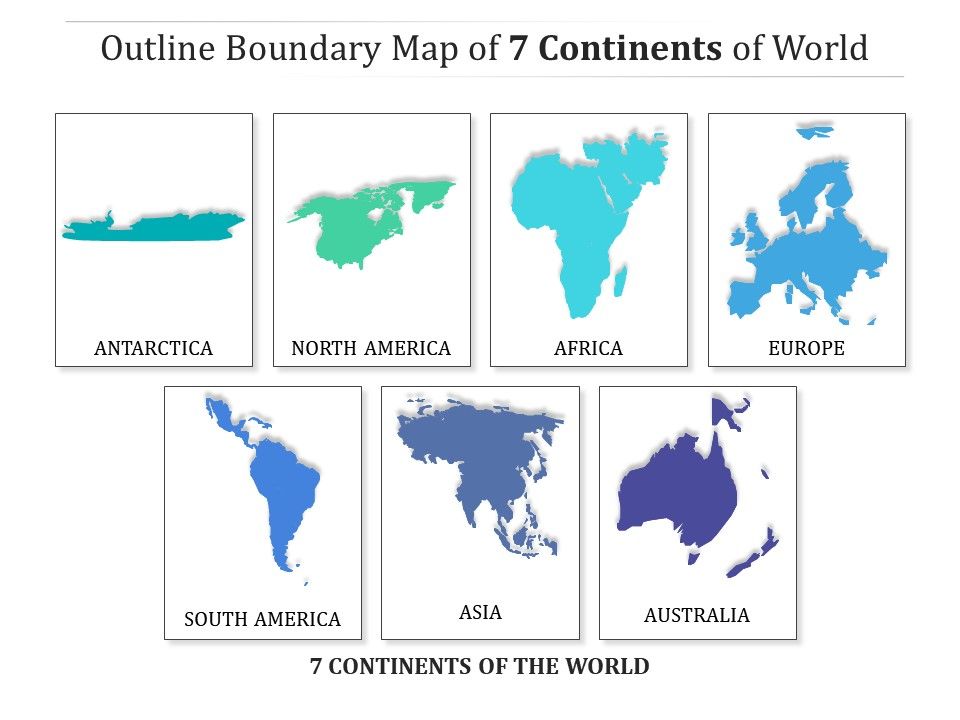 Outline Boundary Map of 7 Continents of World
ANTARCTICA
NORTH AMERICA
AFRICA
EUROPE
SOUTH AMERICA
ASIA
AUSTRALIA
7 CONTINENTS OF THE WORLD